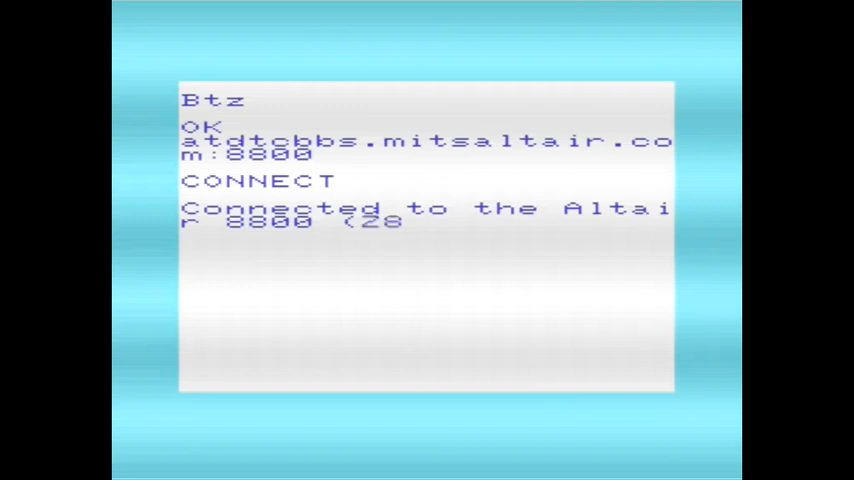 Btz
OK
atdtcbbs.mitsaltair.co
m:8800
CONNECT
Connected to the Altai
r 8800 (Z8